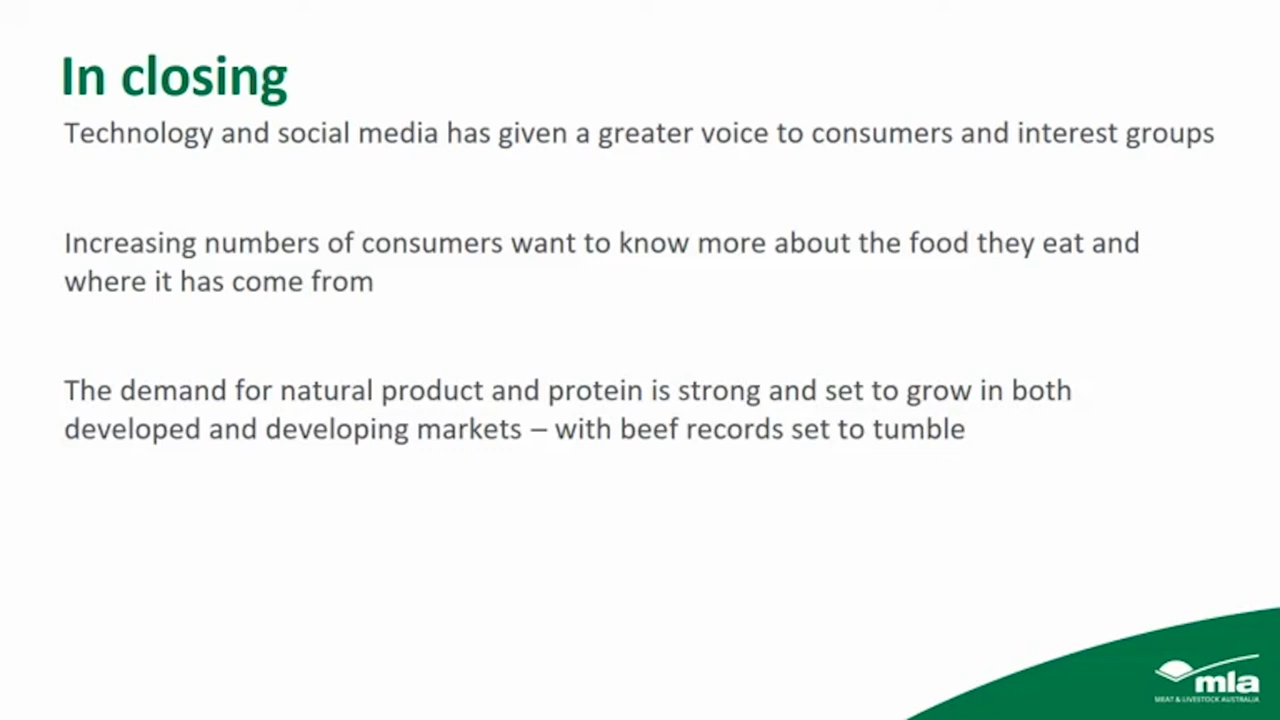 In closing
Technology and social media has given a greater voice to consumers and interest groups
Increasing numbers of consumers want to know more about the food they eat and
where it has come from
The demand for natural product and protein is strong and set to grow in both
developed and developing markets – with beef records set to tumble
mla
MEAT & LIVESTOCK AUSTRALIA